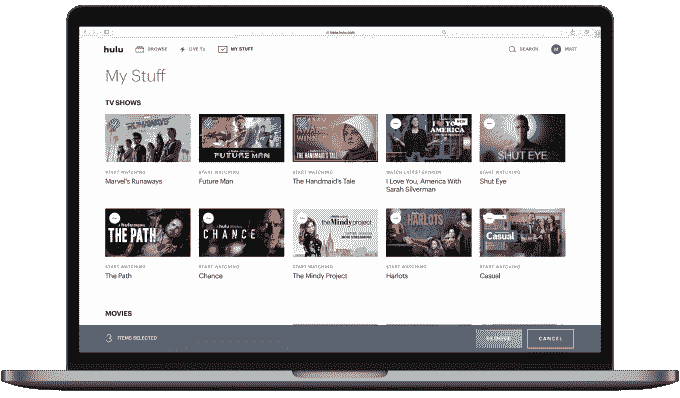 hulu BROWSE LIVE TV MY STUFF SEARCH M MATT
My Stuff
TV SHOWS
FUTURE MAN
THE HANDMAID'S TALE
I LOVE YOU, AMERICA
SHUT EYE
START WATCHING START WATCHING START WATCHING WATCH LATEST EPISODE START WATCHING
Marvel's Runaways Future Man The Handmaid's Tale I Love You, America With Sarah Silverman Shut Eye
THE PATH
hulu
CHANCE
the Mindy project
HARLOTS
Casual
START WATCHING START WATCHING START WATCHING START WATCHING START WATCHING
The Path Chance The Mindy Project Harlots Casual
MOVIES
3 ITEMS SELECTED REMOVE CANCEL